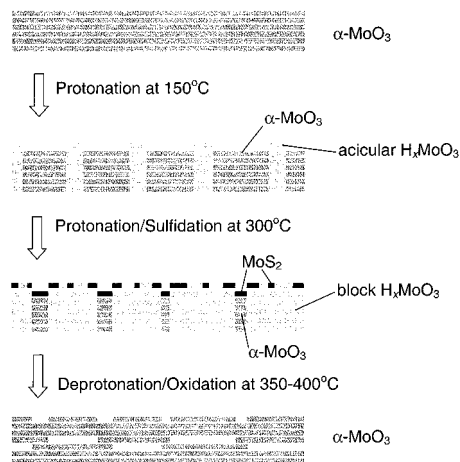 α-MoO₃
Protonation at 150°C
α-MoO₃
acicular HₓMoO₃
Protonation/Sulfidation at 300°C
MoS₂
block HₓMoO₃
α-MoO₃
Deprotonation/Oxidation at 350-400°C
α-MoO₃